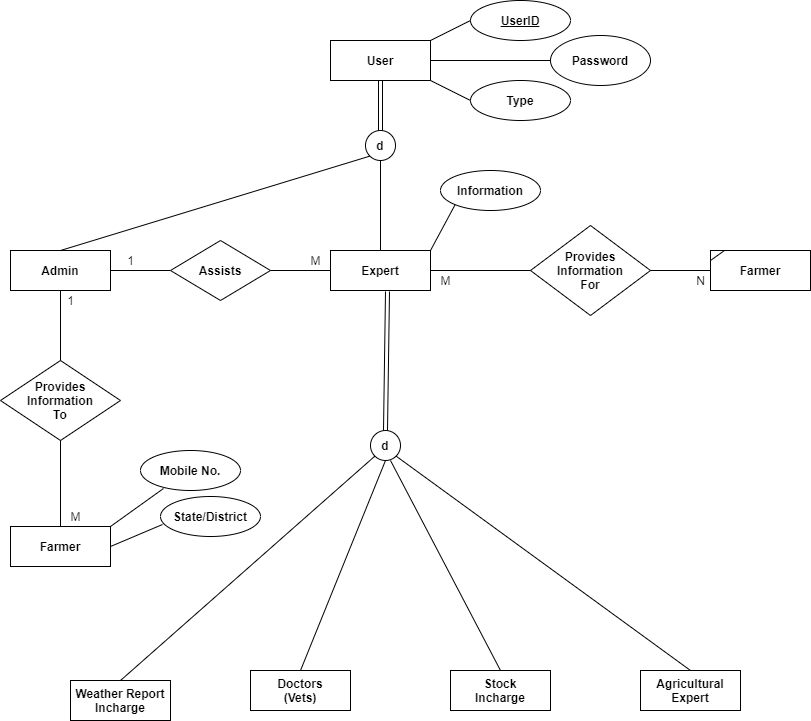 UserID
User
Password
Type
d
Information
Admin
1
Assists
M
Expert
M
Provides
Information
For
N
Farmer
1
Provides
Information
To
M
Farmer
Mobile No.
State/District
d
Weather Report
Incharge
Doctors
(Vets)
Stock
Incharge
Agricultural
Expert